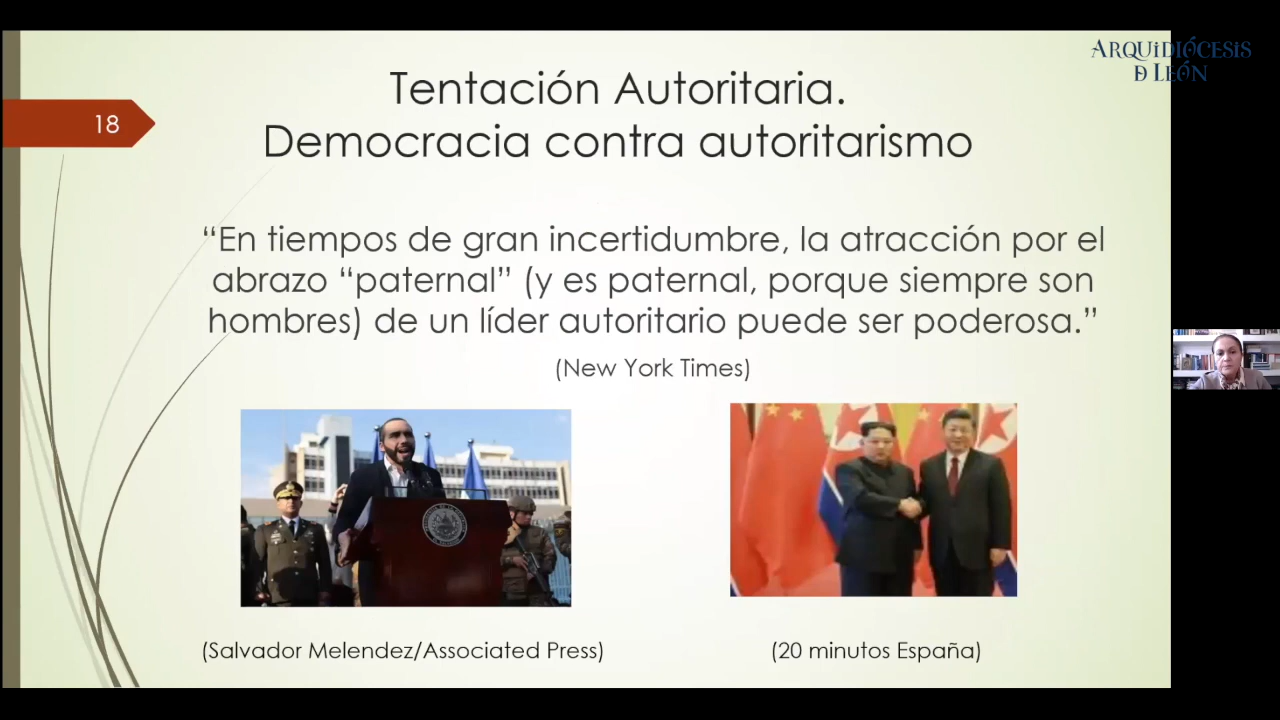 ARQUiDIÓCESiS
D LEÓN
18
Tentación Autoritaria.
Democracia contra autoritarismo
“En tiempos de gran incertidumbre, la atracción por el
abrazo “paternal” (y es paternal, porque siempre son
hombres) de un líder autoritario puede ser poderosa.”
(New York Times)
(Salvador Melendez/Associated Press)
(20 minutos España)